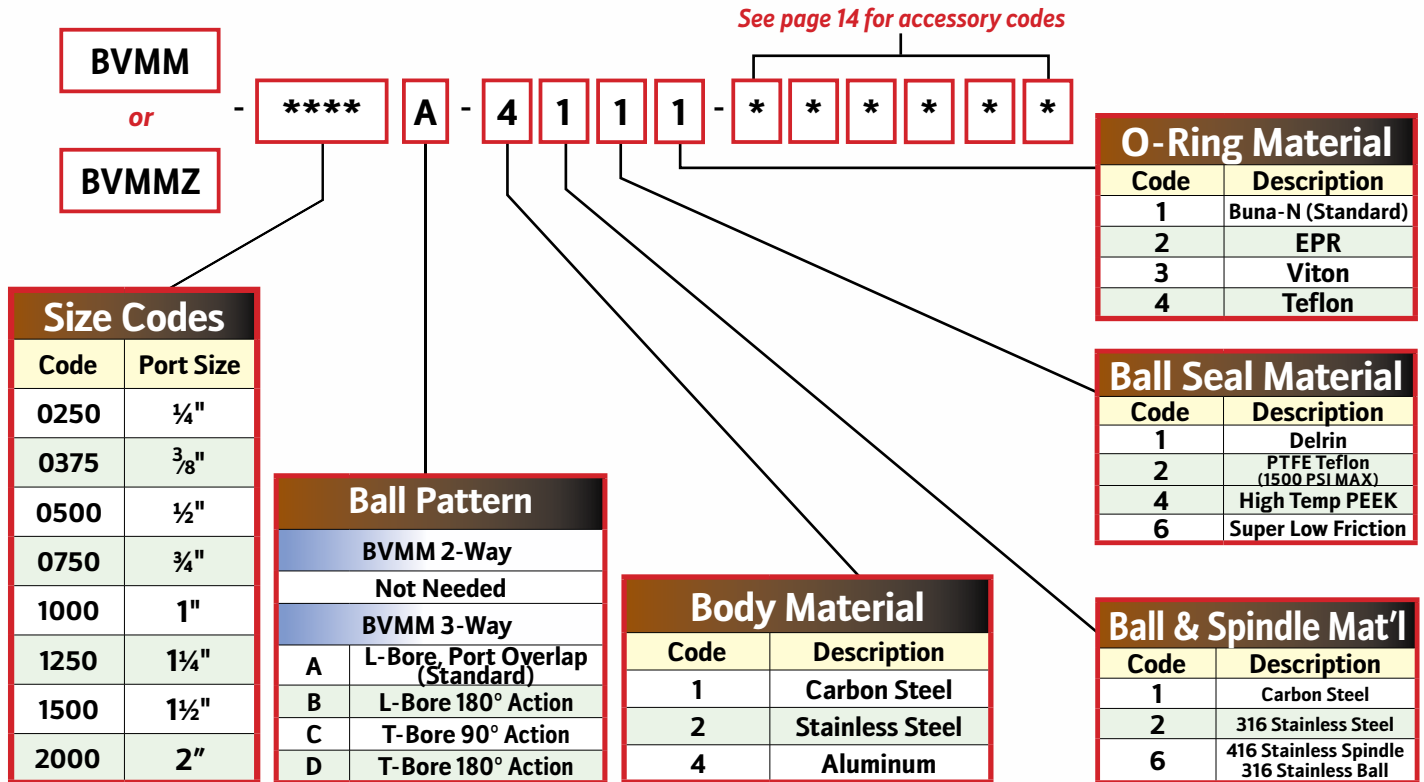 See page 14 for accessory codes
BVMM
or
BVMMZ
- **** A - 4 1 1 1 - * * * * * *
O-Ring Material
Code Description
1 Buna-N (Standard)
2 EPR
3 Viton
4 Teflon
Size Codes
Code Port Size
0250 ¼"
0375 ⅜"
0500 ½"
0750 ¾"
1000 1"
1250 1¼"
1500 1½"
2000 2"
Ball Pattern
BVMM 2-Way
Not Needed
BVMM 3-Way
A L-Bore, Port Overlap
(Standard)
B L-Bore 180° Action
C T-Bore 90° Action
D T-Bore 180° Action
Body Material
Code Description
1 Carbon Steel
2 Stainless Steel
4 Aluminum
Ball Seal Material
Code Description
1 Delrin
2 PTFE Teflon
(1500 PSI MAX)
4 High Temp PEEK
6 Super Low Friction
Ball & Spindle Mat'l
Code Description
1 Carbon Steel
2 316 Stainless Steel
6 416 Stainless Spindle
316 Stainless Ball